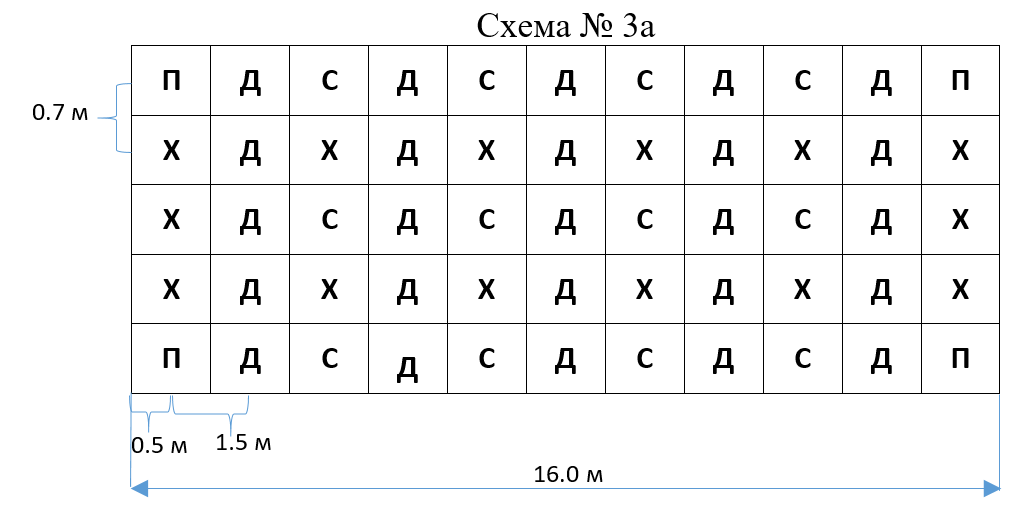 Схема № 3а
П Д С Д С Д С Д С Д П
0.7 м
Х Д Х Д Х Д Х Д Х Д Х
Х Д С Д С Д С Д С Д Х
Х Д Х Д Х Д Х Д Х Д Х
П Д С Д С Д С Д С Д П
0.5 м 1.5 м
16.0 м